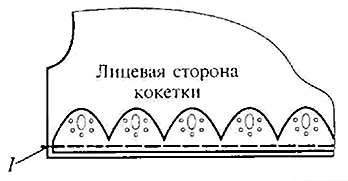 Лицевая сторона
кокетки
1